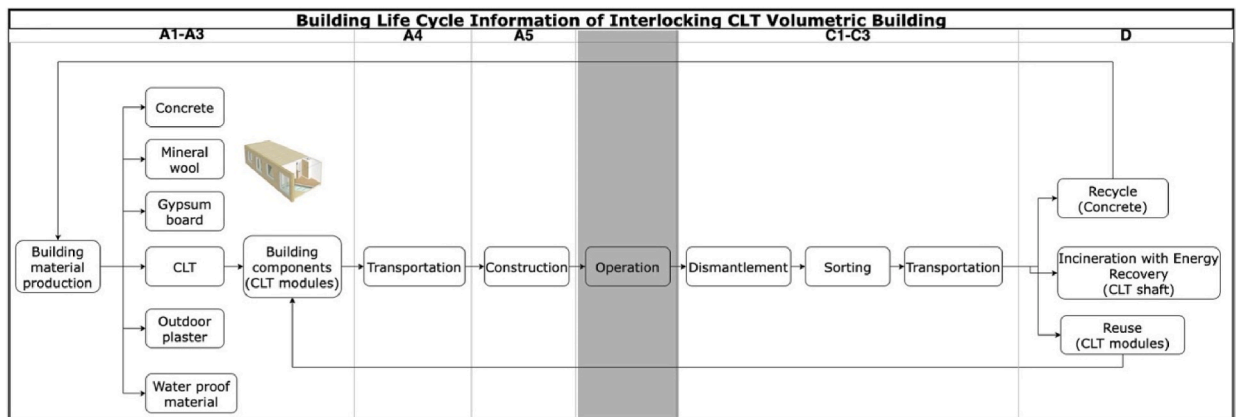 Building Life Cycle Information of Interlocking CLT Volumetric Building
A1-A3
A4
A5
C1-C3
D
Concrete
Mineral
wool
Gypsum
board
Building
material
production
CLT
Building
components
(CLT modules)
Outdoor
plaster
Water proof
material
Transportation
Construction
Operation
Dismantlement
Sorting
Transportation
Recycle
(Concrete)
Incineration with Energy
Recovery
(CLT shaft)
Reuse
(CLT modules)